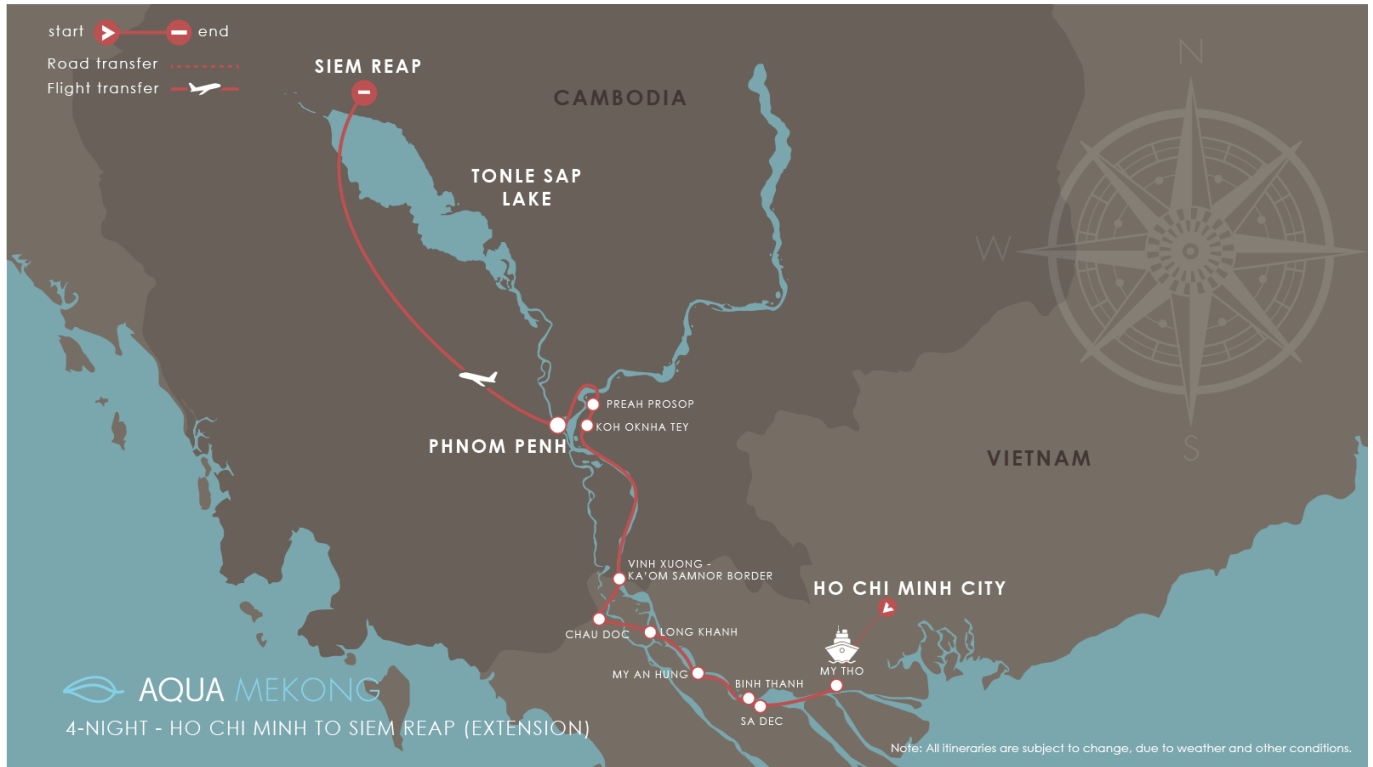 start
end
Road transfer
Flight transfer
SIEM REAP
CAMBODIA
N
TONLE SAP
LAKE
W
PREAH PROSOP
KOH OKNHA TEY
PHNOM PENH
S
VIETNAM
VINH XUONG -
KA'OM SAMNOR BORDER
HO CHI MINH CITY
CHAU DOC
LONG KHANH
MY THO
MY AN HUNG
BINH THANH
SA DEC
AQUA MEKONG
4-NIGHT - HO CHI MINH TO SIEM REAP (EXTENSION)
Note: All itineraries are subject to change, due to weather and other conditions.